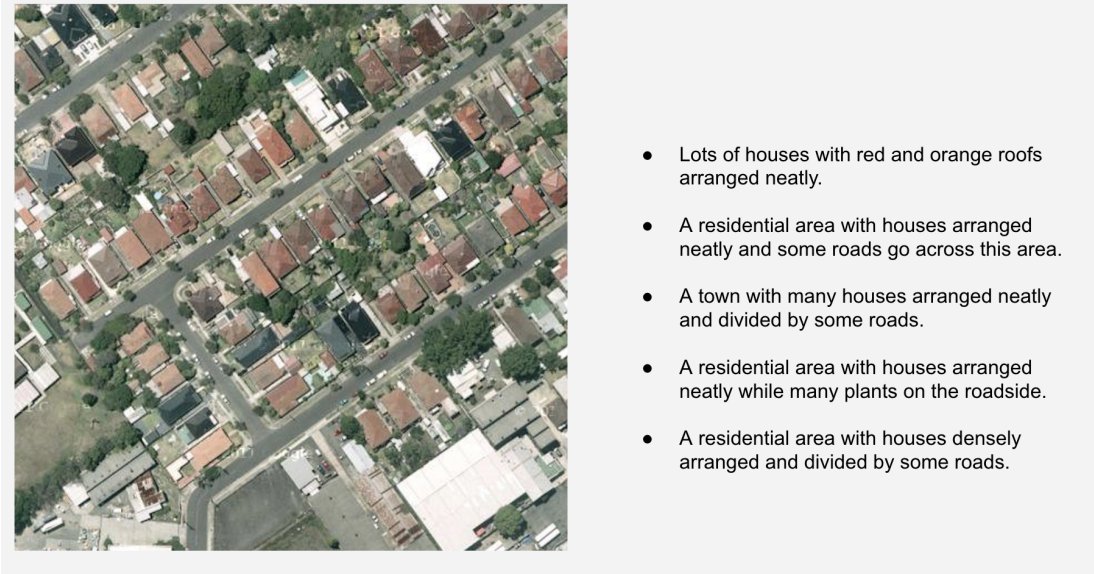 ● Lots of houses with red and orange roofs
arranged neatly.
● A residential area with houses arranged
neatly and some roads go across this area.
● A town with many houses arranged neatly
and divided by some roads.
● A residential area with houses arranged
neatly while many plants on the roadside.
● A residential area with houses densely
arranged and divided by some roads.